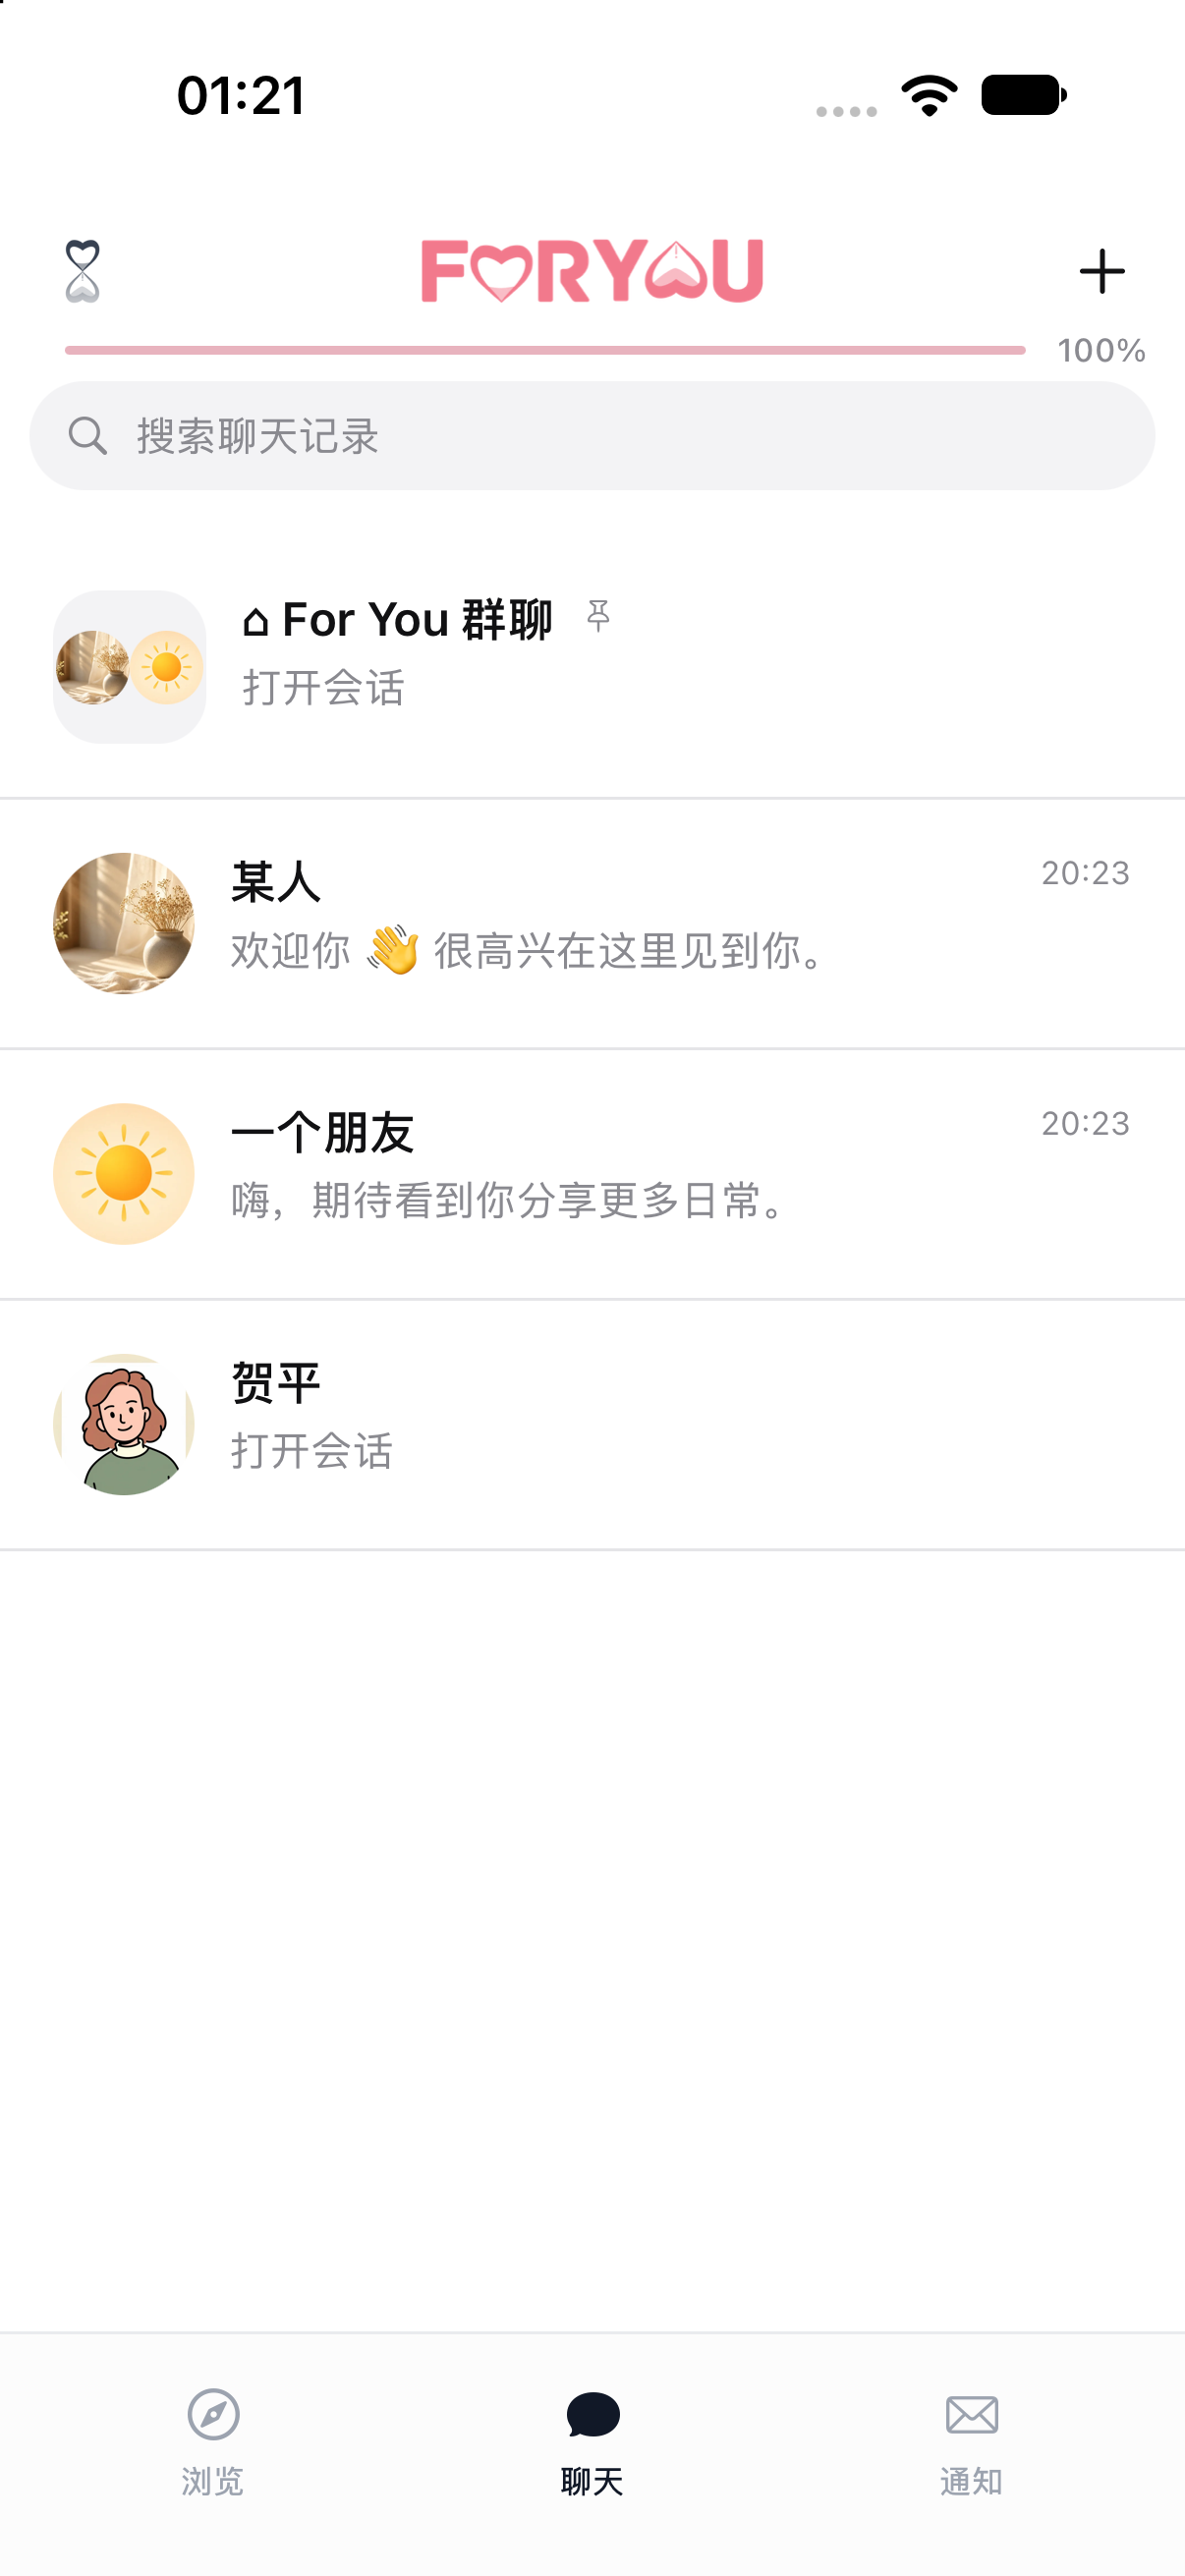 01:21
FORYOU
100%
搜索聊天记录
⌂ For You 群聊
打开会话
某人
20:23
欢迎你 👋 很高兴在这里见到你。
一个朋友
20:23
嗨，期待看到你分享更多日常。
贺平
打开会话
浏览
聊天
通知